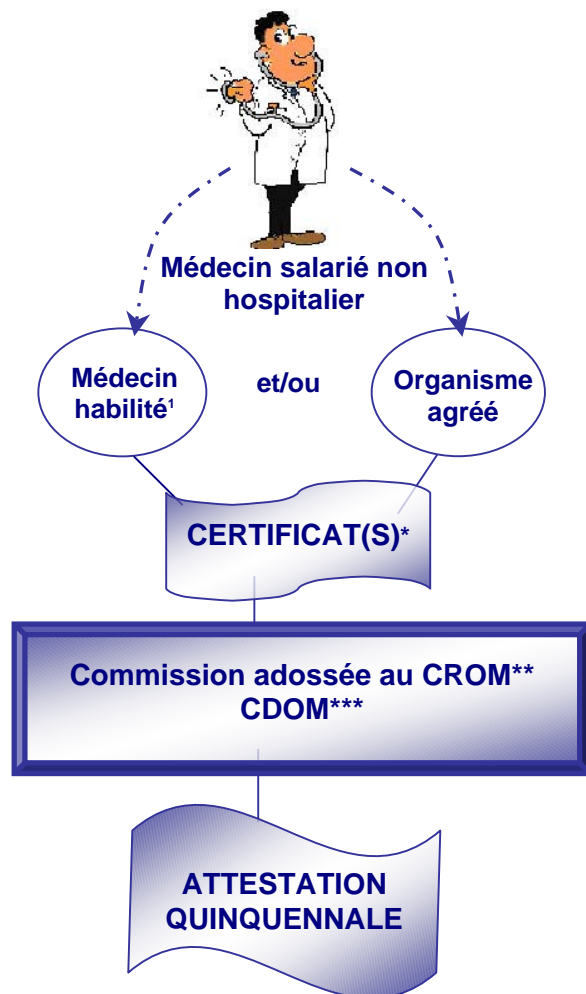 Médecin salarié non
hospitalier
Médecin
habilité¹
et/ou
Organisme
agréé
CERTIFICAT(S)*
Commission adossée au CROM**
CDOM***
ATTESTATION
QUINQUENNALE